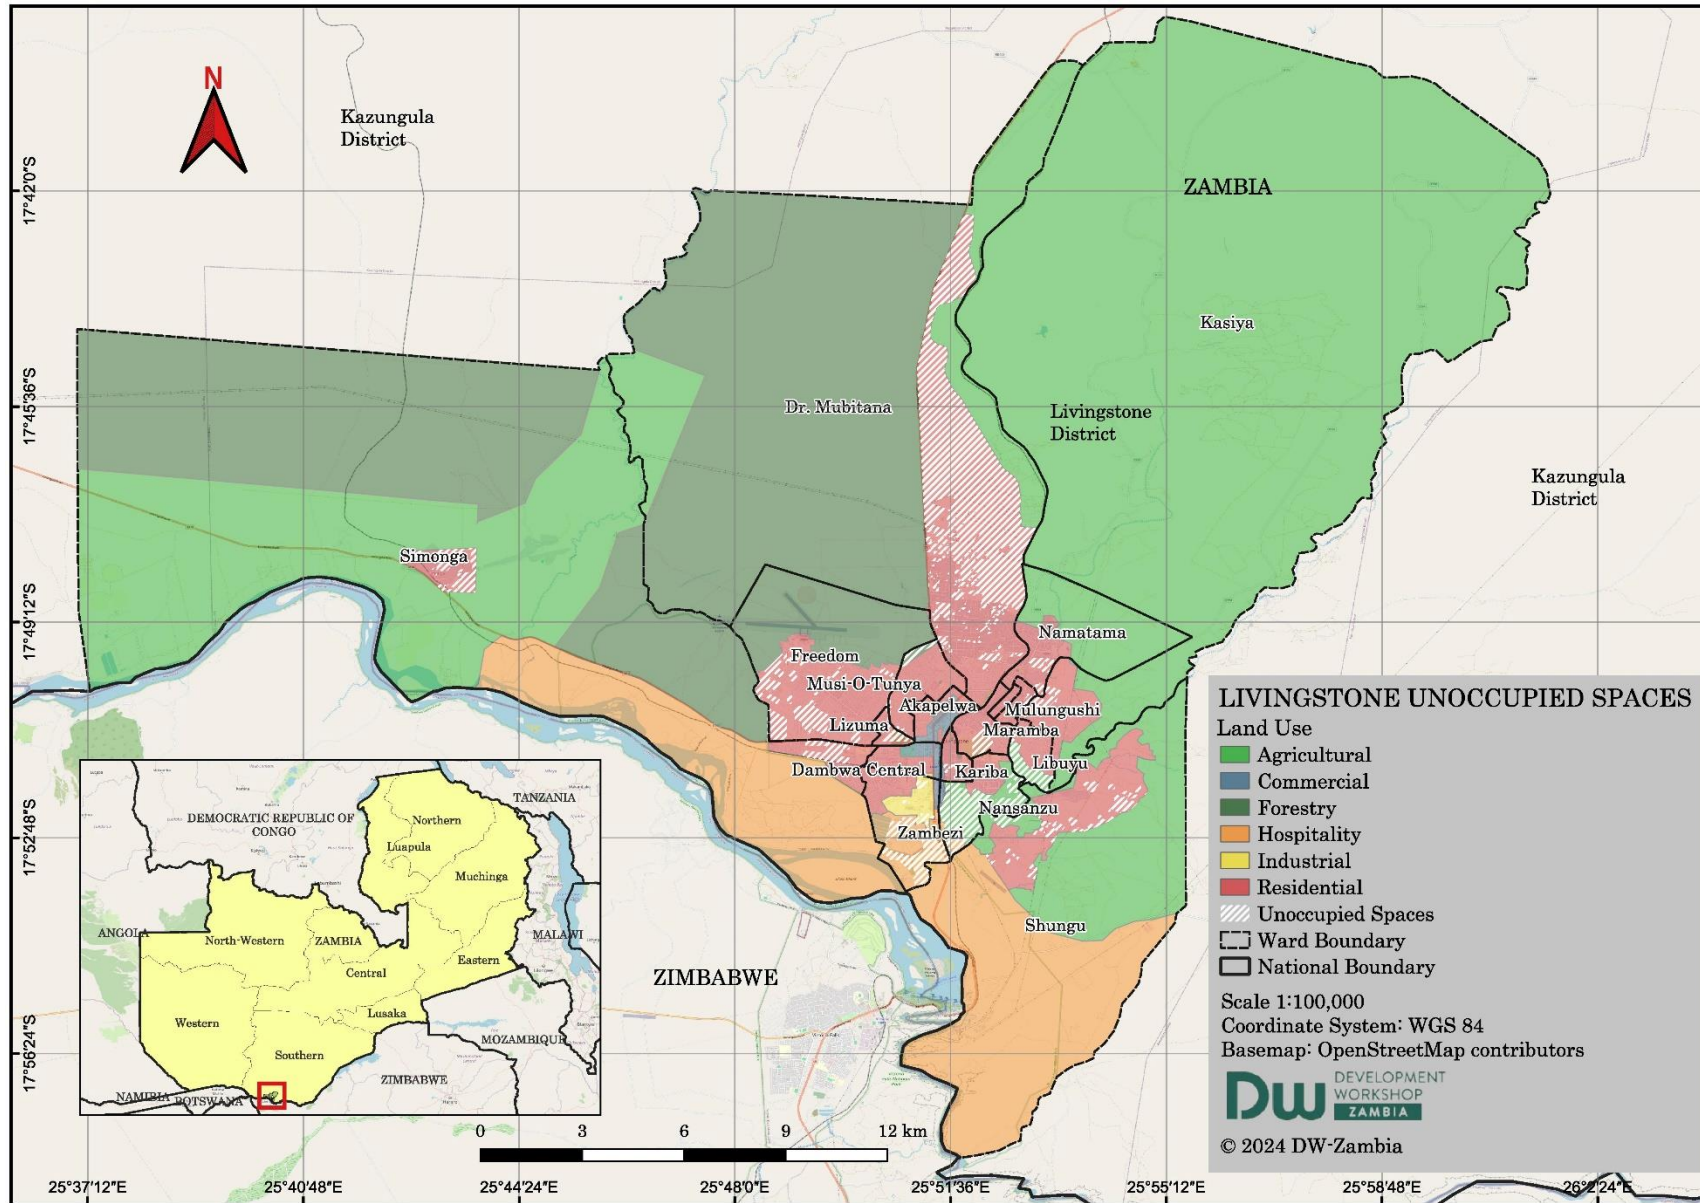 N
Kazungula
District
ZAMBIA
Kasiya
Dr. Mubitana
Livingstone
District
Kazungula
District
Simonga
Namatama
Freedom
Musi-O-Tunya
Akapelwa
Mulungushi
Lizuma
Maramba
Dambwa Central
Kariba
Libuyu
Nansanzu
Zambezi
Shungu
ZIMBABWE
17°42'0"S
17°45'36"S
17°49'12"S
17°52'48"S
17°56'24"S
25°37'12"E
25°40'48"E
25°44'24"E
25°48'0"E
25°51'36"E
25°55'12"E
25°58'48"E
26°2'24"E
0 3 6 9 12 km
DEMOCRATIC REPUBLIC OF
CONGO
TANZANIA
Northern
Luapula
Muchinga
ANGOLA
North-Western
ZAMBIA
MALAWI
Central
Eastern
Western
Lusaka
MOZAMBIQUE
Southern
ZIMBABWE
NAMIBIA
BOTSWANA
LIVINGSTONE UNOCCUPIED SPACES
Land Use
Agricultural
Commercial
Forestry
Hospitality
Industrial
Residential
Unoccupied Spaces
Ward Boundary
National Boundary
Scale 1:100,000
Coordinate System: WGS 84
Basemap: OpenStreetMap contributors
DW
DEVELOPMENT
WORKSHOP
ZAMBIA
© 2024 DW-Zambia